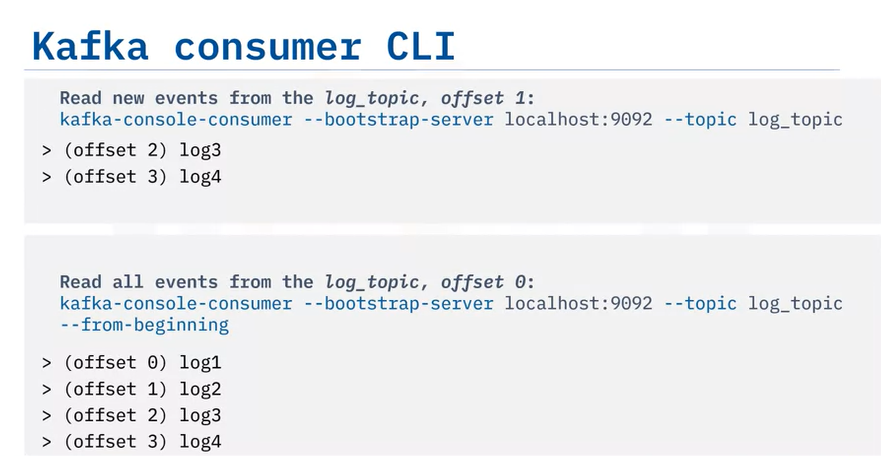 Kafka consumer CLI
Read new events from the log_topic, offset 1:
kafka-console-consumer --bootstrap-server localhost:9092 --topic log_topic
> (offset 2) log3
> (offset 3) log4
Read all events from the log_topic, offset 0:
kafka-console-consumer --bootstrap-server localhost:9092 --topic log_topic
--from-beginning
> (offset 0) log1
> (offset 1) log2
> (offset 2) log3
> (offset 3) log4